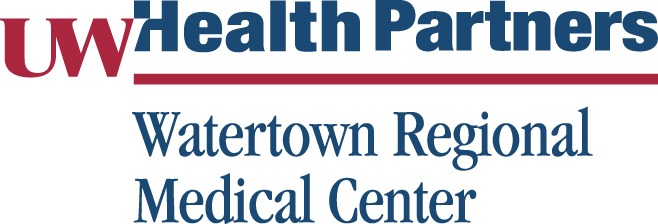 UW Health Partners
Watertown Regional
Medical Center